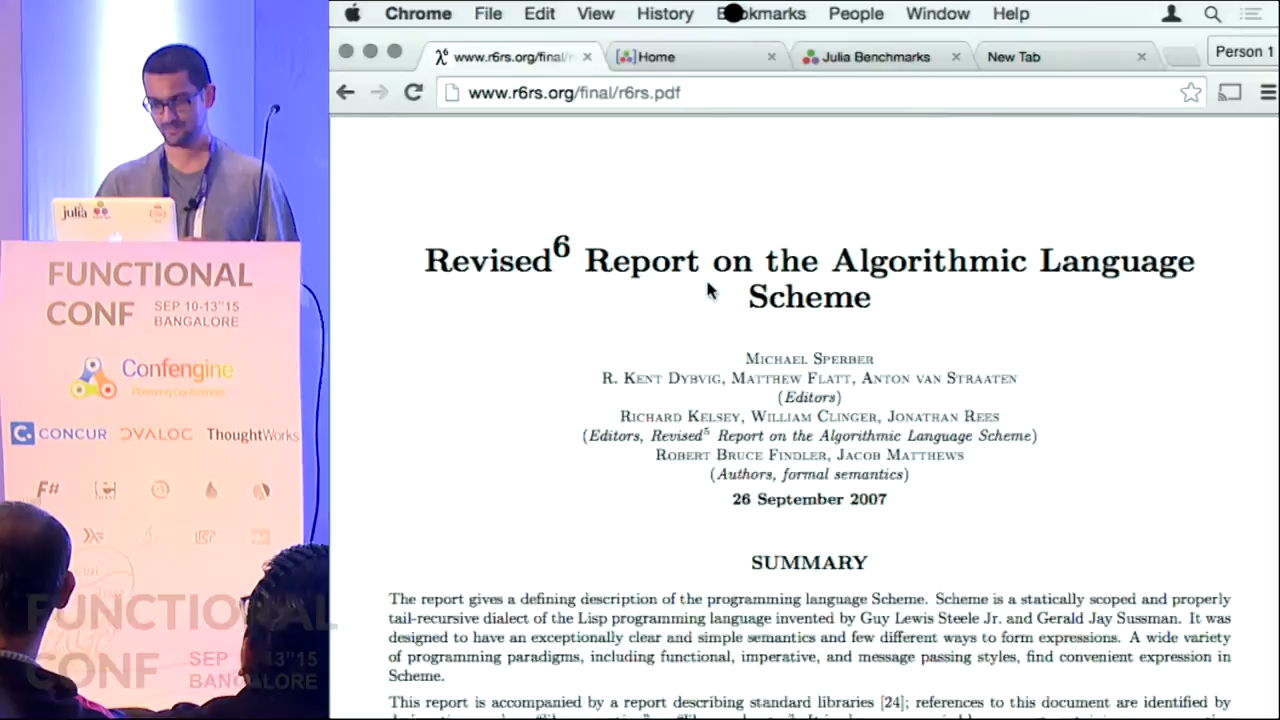 Chrome File Edit View History People Window Help
www.r6rs.org/final/r Home Julia Benchmarks New Tab Person 1
www.r6rs.org/final/r6rs.pdf
Revised⁶ Report on the Algorithmic Language
Scheme
MICHAEL SPERBER
R. KENT DYBVIG, MATTHEW FLATT, ANTON VAN STRAATEN
(Editors)
RICHARD KELSEY, WILLIAM CLINGER, JONATHAN REES
(Editors, Revised⁵ Report on the Algorithmic Language Scheme)
ROBERT BRUCE FINDLER, JACOB MATTHEWS
(Authors, formal semantics)
26 September 2007
SUMMARY
The report gives a defining description of the programming language Scheme. Scheme is a statically scoped and properly
tail-recursive dialect of the Lisp programming language invented by Guy Lewis Steele Jr. and Gerald Jay Sussman. It was
designed to have an exceptionally clear and simple semantics and few different ways to form expressions. A wide variety
of programming paradigms, including functional, imperative, and message passing styles, find convenient expression in
Scheme.
This report is accompanied by a report describing standard libraries [24]; references to this document are identified by
julia
FUNCTIONAL
CONF SEP 10-13"15
BANGALORE
Confengine
Powering Conferences
CONCUR DYALOC ThoughtWorks
F#
LISP
FUNCTIONAL
CONF SEP 13"15
BANGALORE